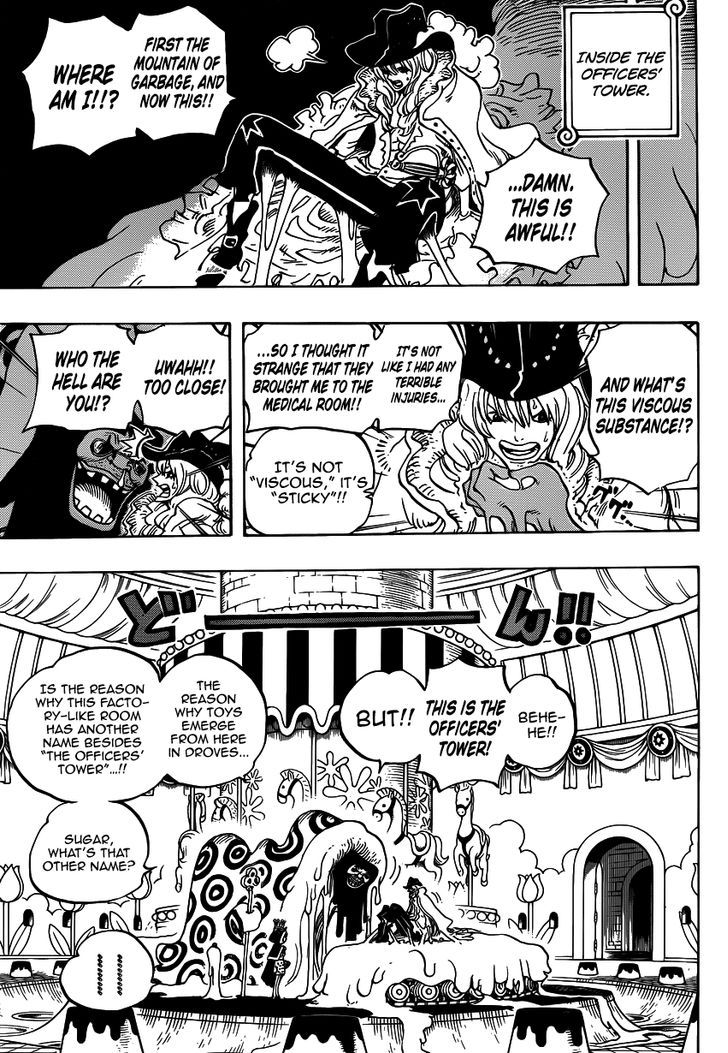 INSIDE THE
OFFICERS'
TOWER.
...DAMN.
THIS IS
AWFUL!!
FIRST THE
MOUNTAIN OF
GARBAGE, AND
NOW THIS!!
WHERE
AM I!!?
AND WHAT'S
THIS VISCOUS
SUBSTANCE!?
IT'S NOT
LIKE I HAD ANY
TERRIBLE
INJURIES...
...SO I THOUGHT IT
STRANGE THAT THEY
BROUGHT ME TO THE
MEDICAL ROOM!!
IT'S NOT
"VISCOUS," IT'S
"STICKY"!!
UWAHH!!
TOO CLOSE!
WHO THE
HELL ARE
YOU!?
ど ん!!
BEHE-
HE!!
THIS IS THE
OFFICERS'
TOWER!
BUT!!
THE
REASON
WHY TOYS
EMERGE
FROM HERE
IN DROVES...
IS THE REASON
WHY THIS FACTO-
RY-LIKE ROOM
HAS ANOTHER
NAME BESIDES
"THE OFFICERS'
TOWER"...!!
SUGAR,
WHAT'S THAT
OTHER NAME?